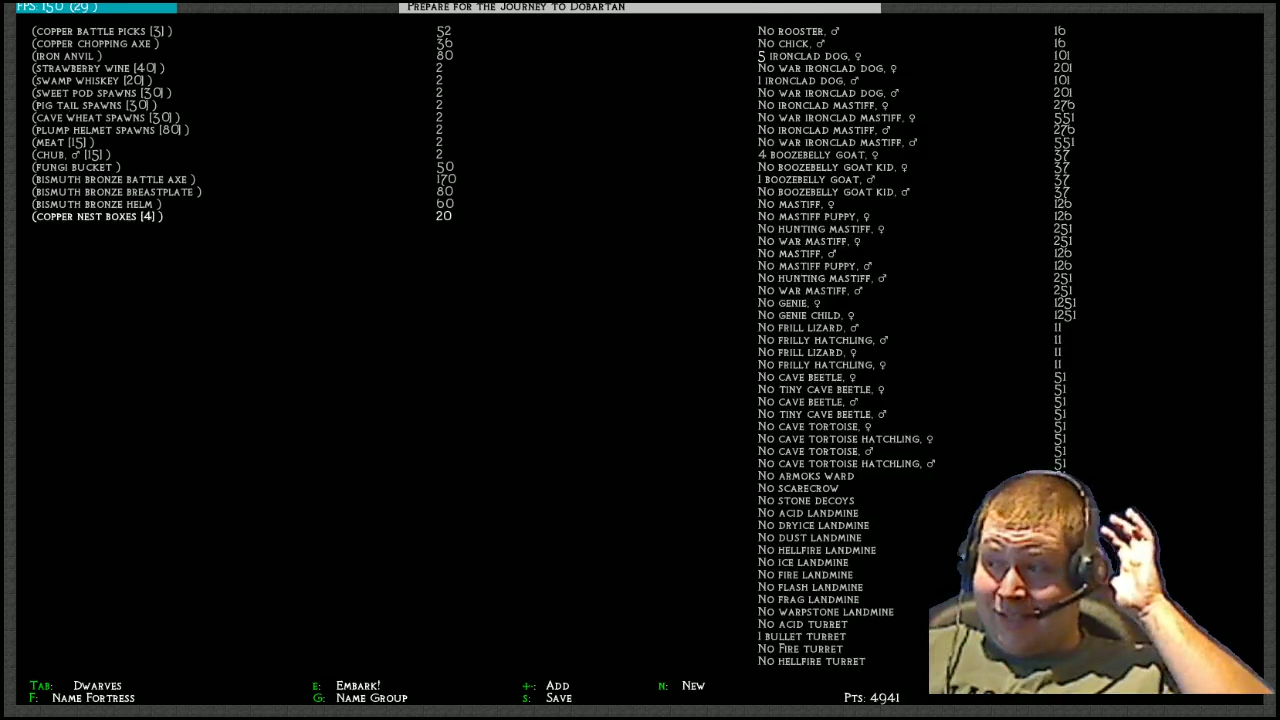 FPS: 150 (29)
Prepare for the Journey to Dobartan
(copper battle picks [3] ) 52
(copper chopping axe ) 36
(iron anvil ) 80
(strawberry wine [40] ) 2
(swamp whiskey [20] ) 2
(sweet pod spawns [30] ) 2
(pig tail spawns [30] ) 2
(cave wheat spawns [30] ) 2
(plump helmet spawns [80] ) 2
(meat [15] ) 2
(chub, ♂ [15] ) 2
(fungi bucket ) 50
(bismuth bronze battle axe ) 170
(bismuth bronze breastplate ) 80
(bismuth bronze helm ) 60
(copper nest boxes [4] ) 20
No rooster, ♂ 16
No chick, ♂ 16
5 ironclad dog, ♀ 101
No war ironclad dog, ♀ 201
1 ironclad dog, ♂ 101
No war ironclad dog, ♂ 201
No ironclad mastiff, ♀ 276
No war ironclad mastiff, ♀ 551
No ironclad mastiff, ♂ 276
No war ironclad mastiff, ♂ 551
4 boozebelly goat, ♀ 37
No boozebelly goat kid, ♀ 37
1 boozebelly goat, ♂ 37
No boozebelly goat kid, ♂ 37
No mastiff, ♀ 126
No mastiff puppy, ♀ 126
No hunting mastiff, ♀ 251
No war mastiff, ♀ 251
No mastiff, ♂ 126
No mastiff puppy, ♂ 126
No hunting mastiff, ♂ 251
No war mastiff, ♂ 251
No genie, ♀ 1251
No genie child, ♀ 1251
No frill lizard, ♂ 11
No frilly hatchling, ♂ 11
No frill lizard, ♀ 11
No frilly hatchling, ♀ 11
No cave beetle, ♀ 51
No tiny cave beetle, ♀ 51
No cave beetle, ♂ 51
No tiny cave beetle, ♂ 51
No cave tortoise, ♀ 51
No cave tortoise hatchling, ♀ 51
No cave tortoise, ♂ 51
No cave tortoise hatchling, ♂ 51
No armoks ward
No scarecrow
No stone decoys
No acid landmine
No dryice landmine
No dust landmine
No hellfire landmine
No ice landmine
No fire landmine
No flash landmine
No frag landmine
No warpstone landmine
No acid turret
1 bullet turret
No Fire turret
No hellfire turret
Tab: Dwarves e: Embark! +-: Add n: New
F: Name Fortress G: Name Group s: Save Pts: 4941